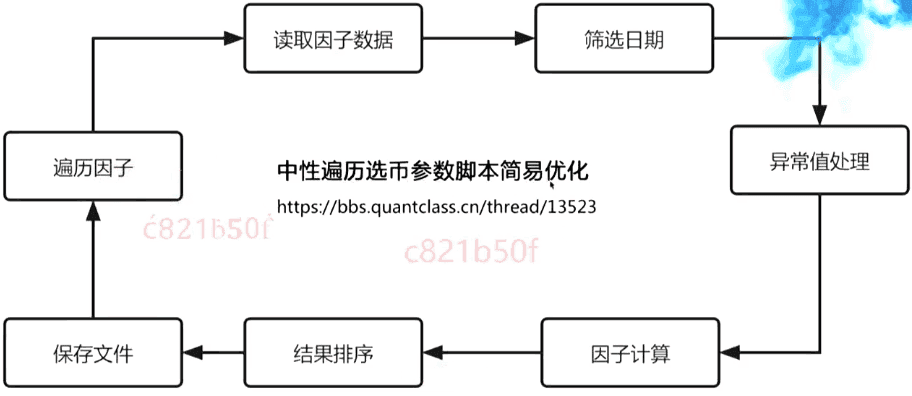 读取因子数据
筛选日期
遍历因子
异常值处理
中性遍历选币参数脚本简易优化
https://bbs.quantclass.cn/thread/13523
c821b50f
c821b50f
保存文件
结果排序
因子计算